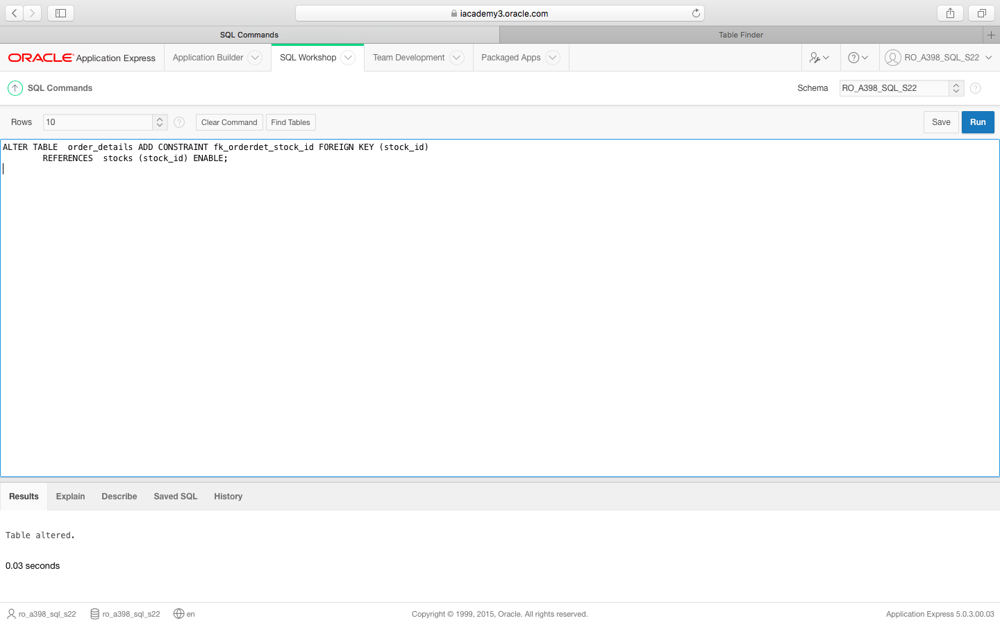 iacademy3.oracle.com
SQL Commands
Table Finder
ORACLE Application Express
Application Builder
SQL Workshop
Team Development
Packaged Apps
RO_A398_SQL_S22
SQL Commands
Schema
RO_A398_SQL_S22
Rows
10
Clear Command
Find Tables
Save
Run
ALTER TABLE  order_details ADD CONSTRAINT fk_orderdet_stock_id FOREIGN KEY (stock_id)
        REFERENCES  stocks (stock_id) ENABLE;
Results
Explain
Describe
Saved SQL
History
Table altered.
0.03 seconds
ro_a398_sql_s22
ro_a398_sql_s22
en
Copyright © 1999, 2015, Oracle. All rights reserved.
Application Express 5.0.3.00.03